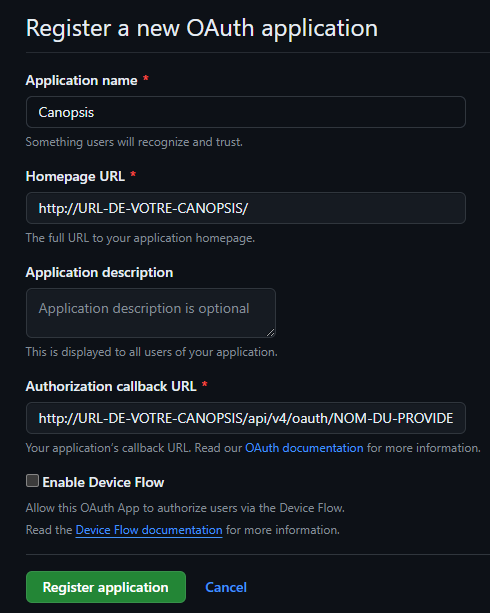 Register a new OAuth application
Application name *
Canopsis
Something users will recognize and trust.
Homepage URL *
http://URL-DE-VOTRE-CANOPSIS/
The full URL to your application homepage.
Application description
Application description is optional
This is displayed to all users of your application.
Authorization callback URL *
http://URL-DE-VOTRE-CANOPSIS/api/v4/oauth/NOM-DU-PROVIDE
Your application's callback URL. Read our OAuth documentation for more information.
Enable Device Flow
Allow this OAuth App to authorize users via the Device Flow.
Read the Device Flow documentation for more information.
Register application Cancel